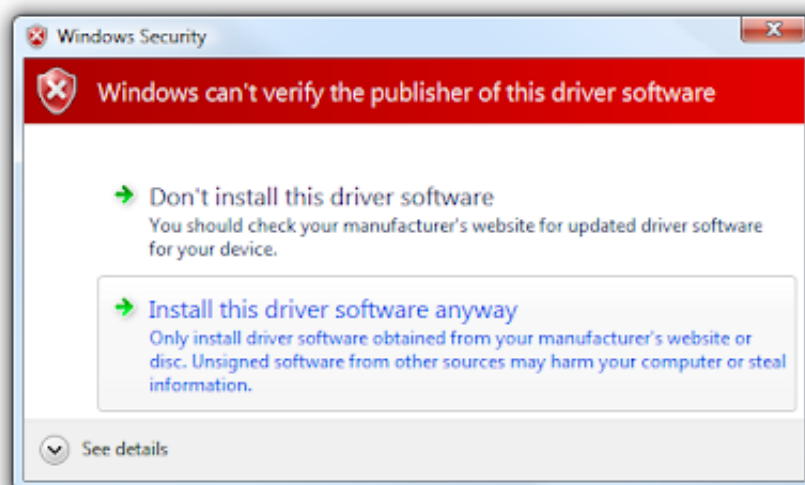 Windows Security
Windows can't verify the publisher of this driver software
Don't install this driver software
You should check your manufacturer's website for updated driver software
for your device.
Install this driver software anyway
Only install driver software obtained from your manufacturer's website or
disc. Unsigned software from other sources may harm your computer or steal
information.
See details